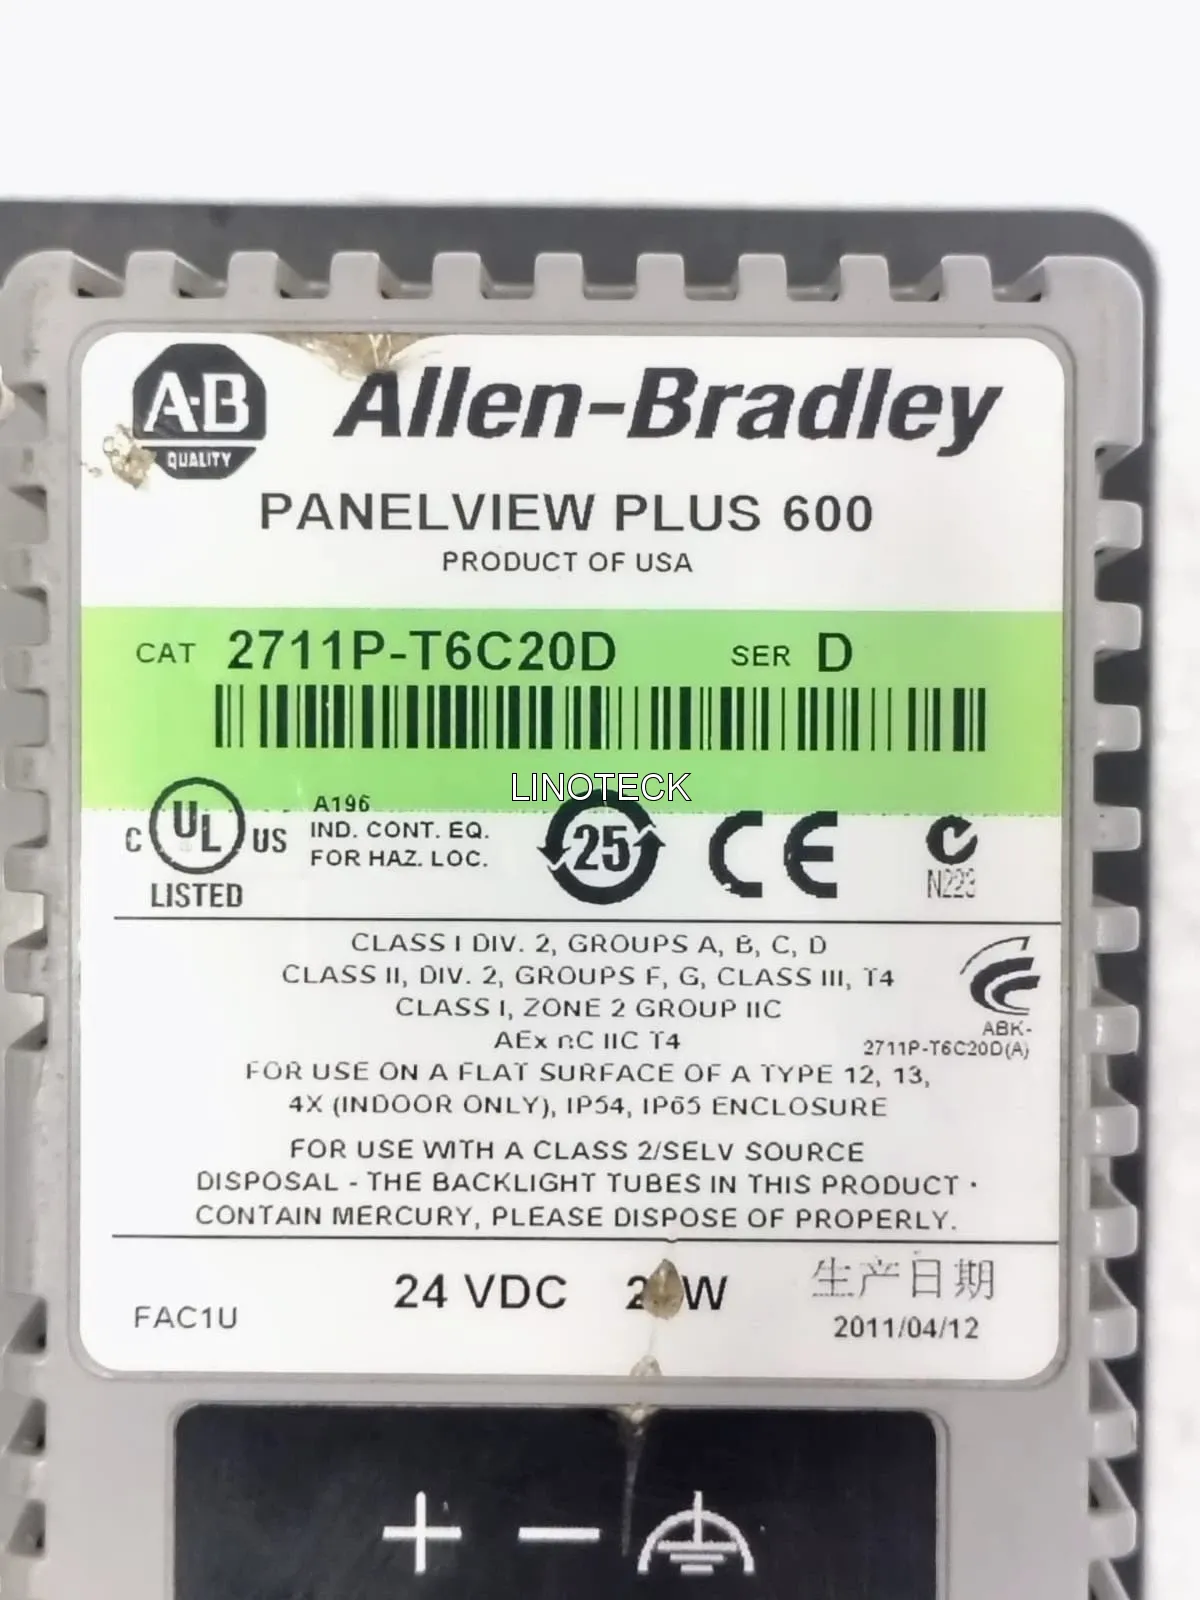 A-B
QUALITY
Allen-Bradley
PANELVIEW PLUS 600
PRODUCT OF USA
CAT 2711P-T6C20D SER D
LINOTECK
C UL US
LISTED
A196
IND. CONT. EQ.
FOR HAZ. LOC.
25
CE
N223
CLASS I DIV. 2, GROUPS A, B, C, D
CLASS II, DIV. 2, GROUPS F, G, CLASS III, T4
CLASS I, ZONE 2 GROUP IIC
AEx nC IIC T4
ABK-
2711P-T6C20D(A)
FOR USE ON A FLAT SURFACE OF A TYPE 12, 13,
4X (INDOOR ONLY), IP54, IP65 ENCLOSURE
FOR USE WITH A CLASS 2/SELV SOURCE
DISPOSAL - THE BACKLIGHT TUBES IN THIS PRODUCT
CONTAIN MERCURY, PLEASE DISPOSE OF PROPERLY.
24 VDC W
生产日期
FAC1U
2011/04/12
+ −